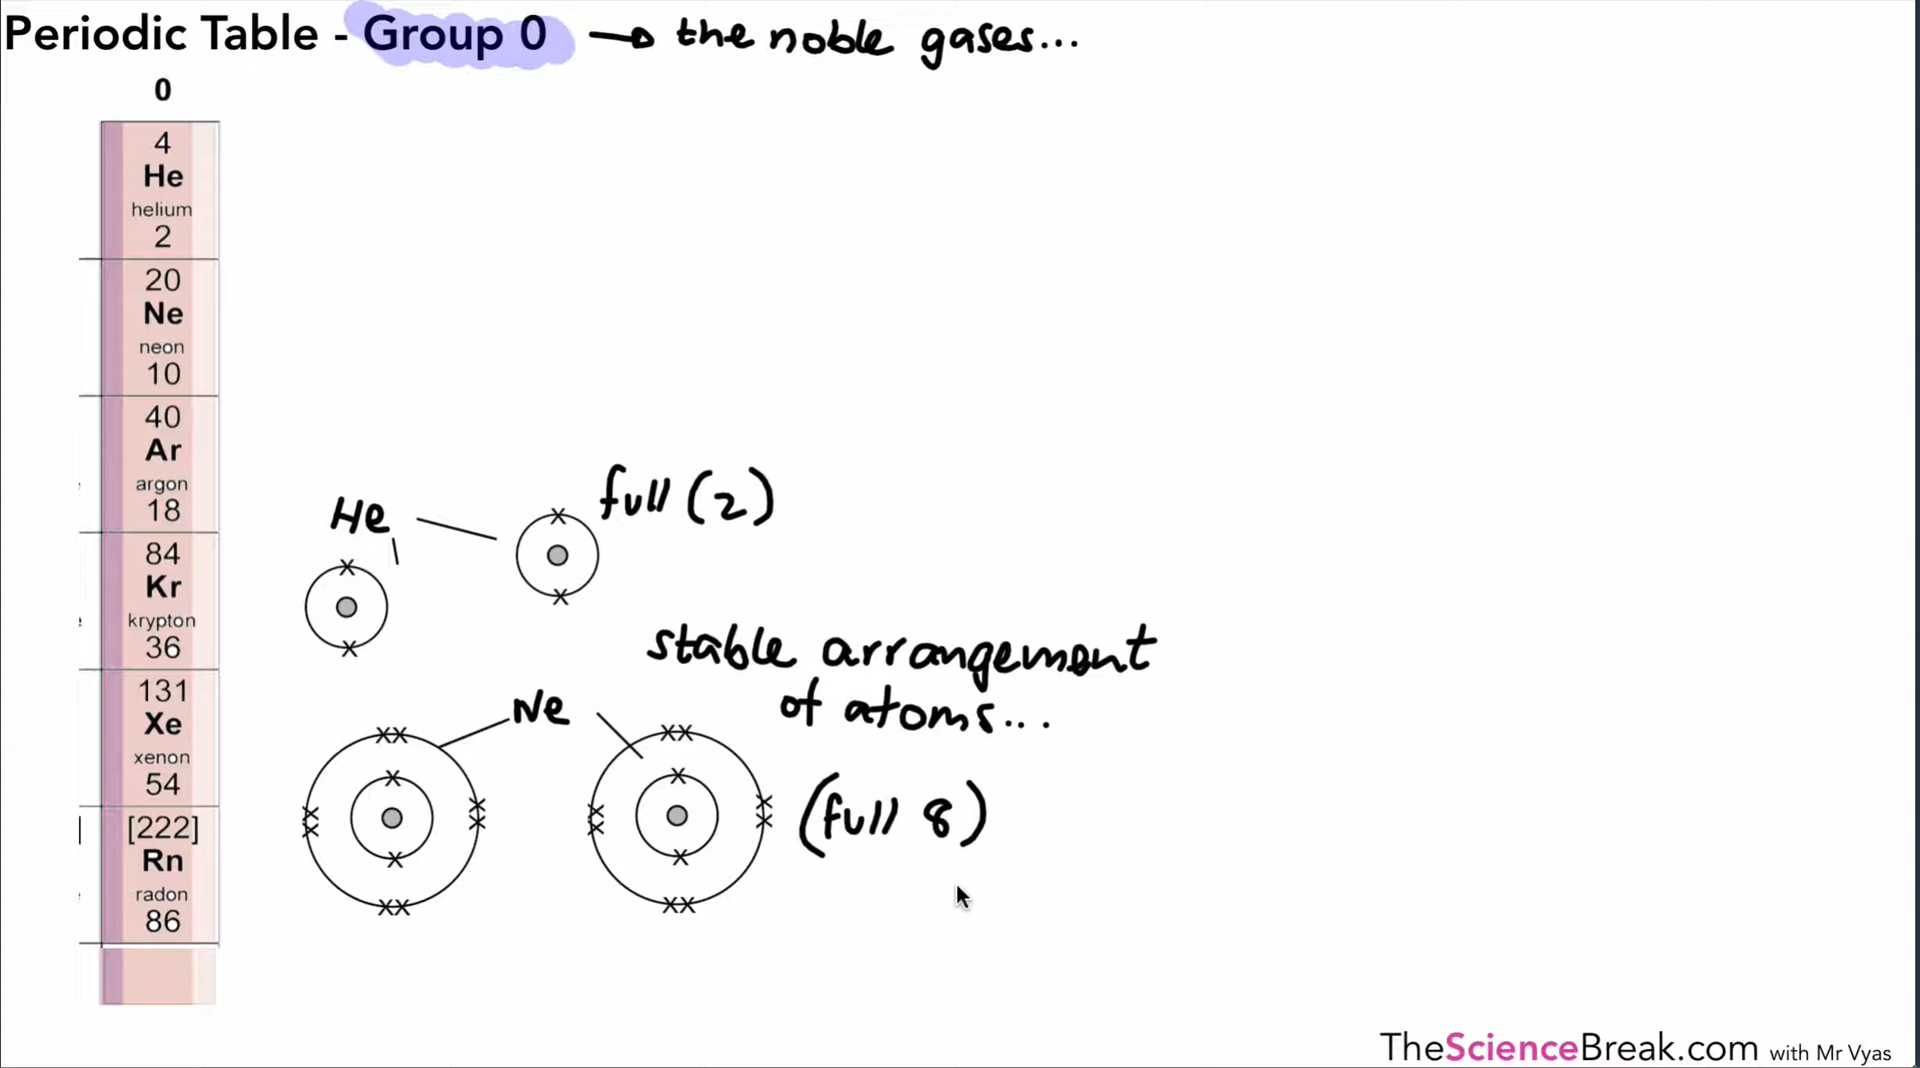 Periodic Table - Group 0 → the noble gases...
0
4
He
helium
2
20
Ne
neon
10
40
Ar
argon
18
84
Kr
krypton
36
131
Xe
xenon
54
[222]
Rn
radon
86
He
full (2)
stable arrangement
of atoms...
Ne
(full 8)
TheScienceBreak.com with Mr Vyas